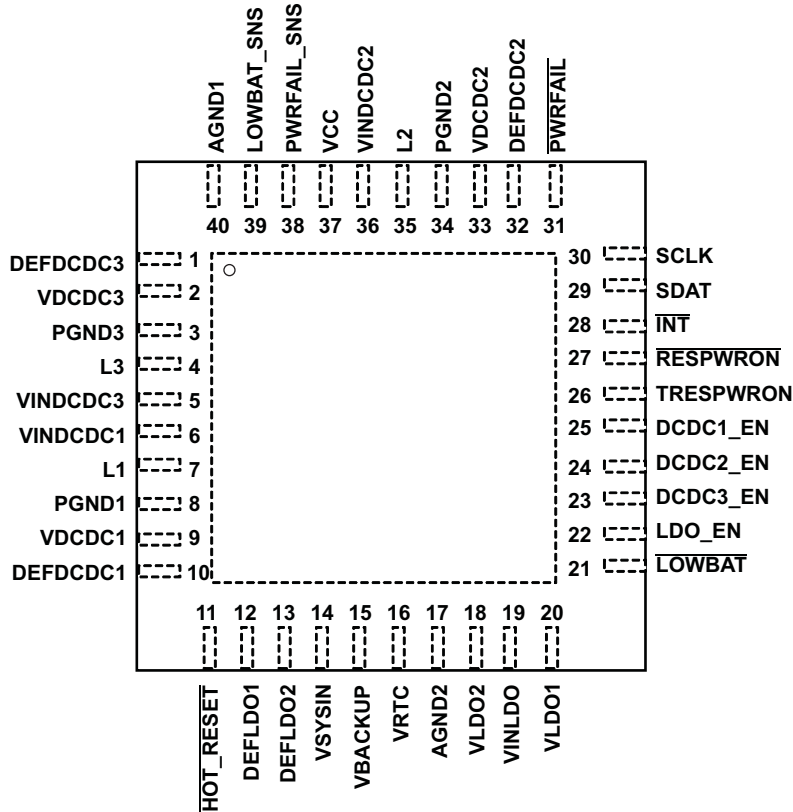 AGND1
LOWBAT_SNS
PWRFAIL_SNS
VCC
VINDCDC2
L2
PGND2
VDCDC2
DEFDCDC2
PWRFAIL
40 39 38 37 36 35 34 33 32 31
DEFDCDC3 1
VDCDC3 2
PGND3 3
L3 4
VINDCDC3 5
VINDCDC1 6
L1 7
PGND1 8
VDCDC1 9
DEFDCDC1 10
30 SCLK
29 SDAT
28 INT
27 RESPWRON
26 TRESPWRON
25 DCDC1_EN
24 DCDC2_EN
23 DCDC3_EN
22 LDO_EN
21 LOWBAT
11 12 13 14 15 16 17 18 19 20
HOT_RESET
DEFLDO1
DEFLDO2
VSYSIN
VBACKUP
VRTC
AGND2
VLDO2
VINLDO
VLDO1